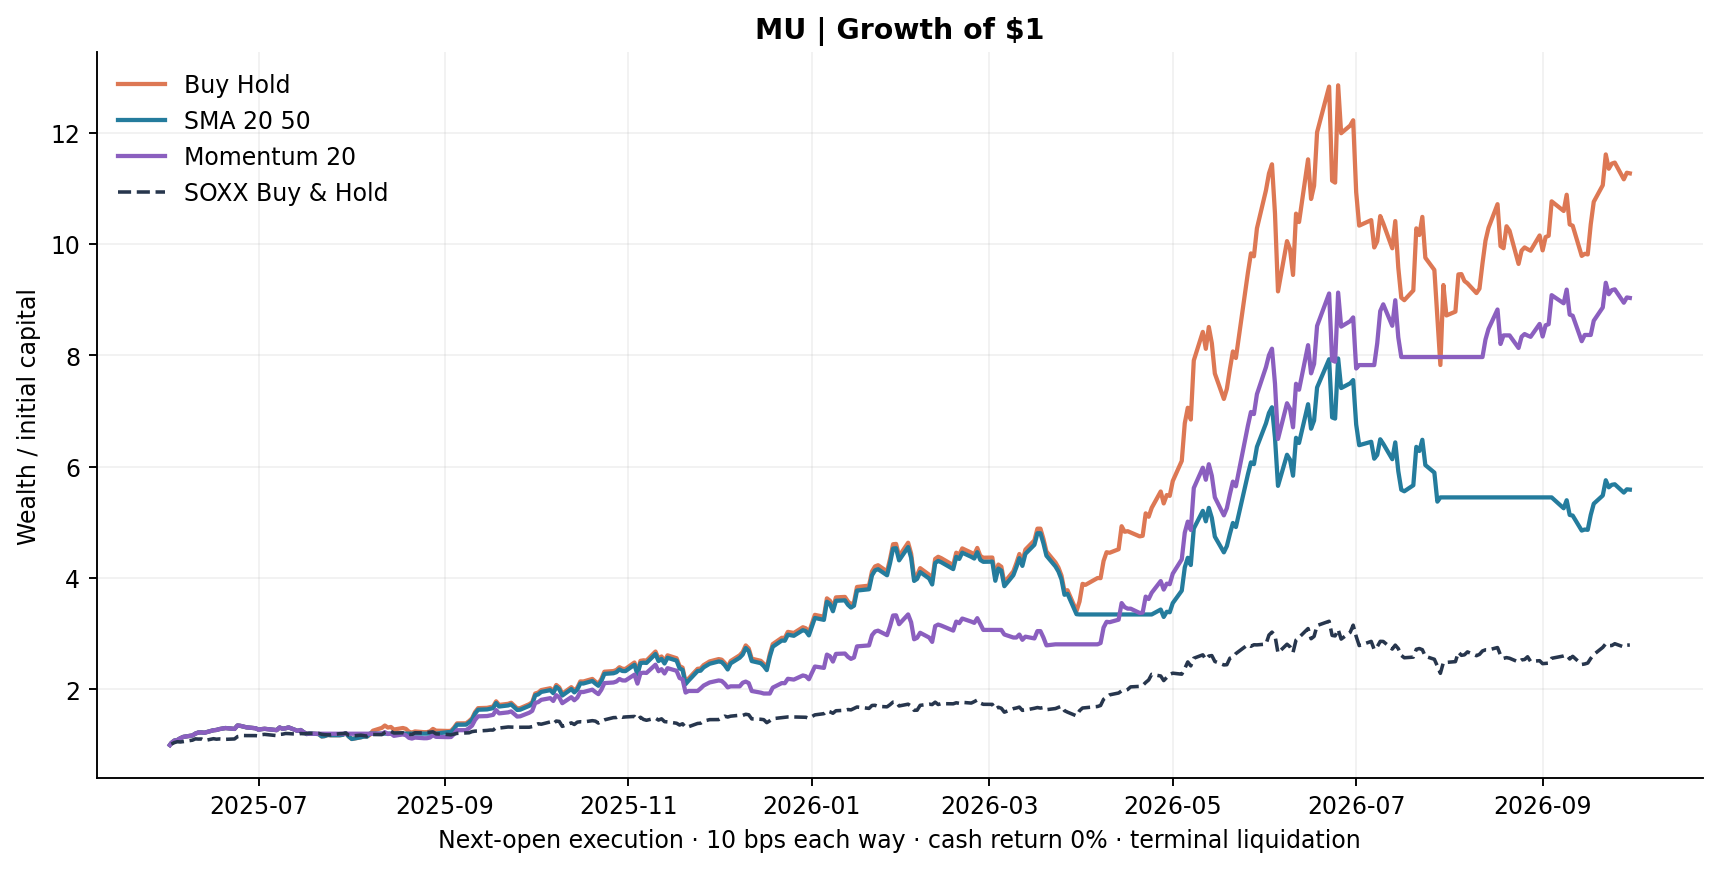 MU | Growth of $1
Buy Hold
SMA 20 50
Momentum 20
SOXX Buy & Hold
Wealth / initial capital
12
10
8
6
4
2
2025-07
2025-09
2025-11
2026-01
2026-03
2026-05
2026-07
2026-09
Next-open execution · 10 bps each way · cash return 0% · terminal liquidation